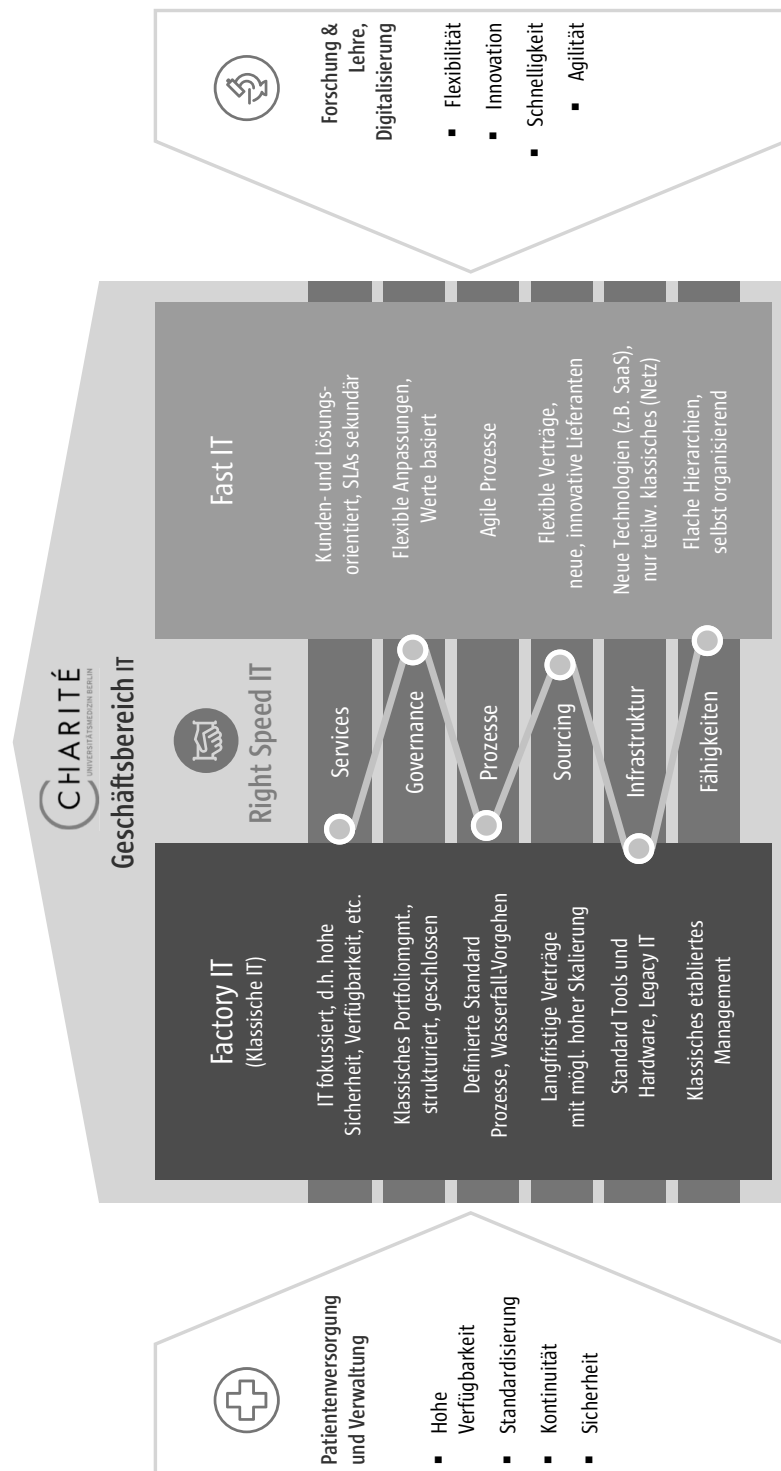 CHARITÉ
UNIVERSITÄTSMEDIZIN BERLIN
Geschäftsbereich IT
Patientenversorgung
und Verwaltung
▪ Hohe
Verfügbarkeit
▪ Standardisierung
▪ Kontinuität
▪ Sicherheit
Factory IT
(Klassische IT)
IT fokussiert, d.h. hohe
Sicherheit, Verfügbarkeit, etc.
Klassisches Portfoliomgmt.,
strukturiert, geschlossen
Definierte Standard
Prozesse, Wasserfall-Vorgehen
Langfristige Verträge
mit mögl. hoher Skalierung
Standard Tools und
Hardware, Legacy IT
Klassisches etabliertes
Management
Right Speed IT
Services
Governance
Prozesse
Sourcing
Infrastruktur
Fähigkeiten
Fast IT
Kunden- und Lösungs-
orientiert, SLAs sekundär
Flexible Anpassungen,
Werte basiert
Agile Prozesse
Flexible Verträge,
neue, innovative Lieferanten
Neue Technologien (z.B. SaaS),
nur teilw. klassisches (Netz)
Flache Hierarchien,
selbst organisierend
Forschung &
Lehre,
Digitalisierung
▪ Flexibilität
▪ Innovation
▪ Schnelligkeit
▪ Agilität